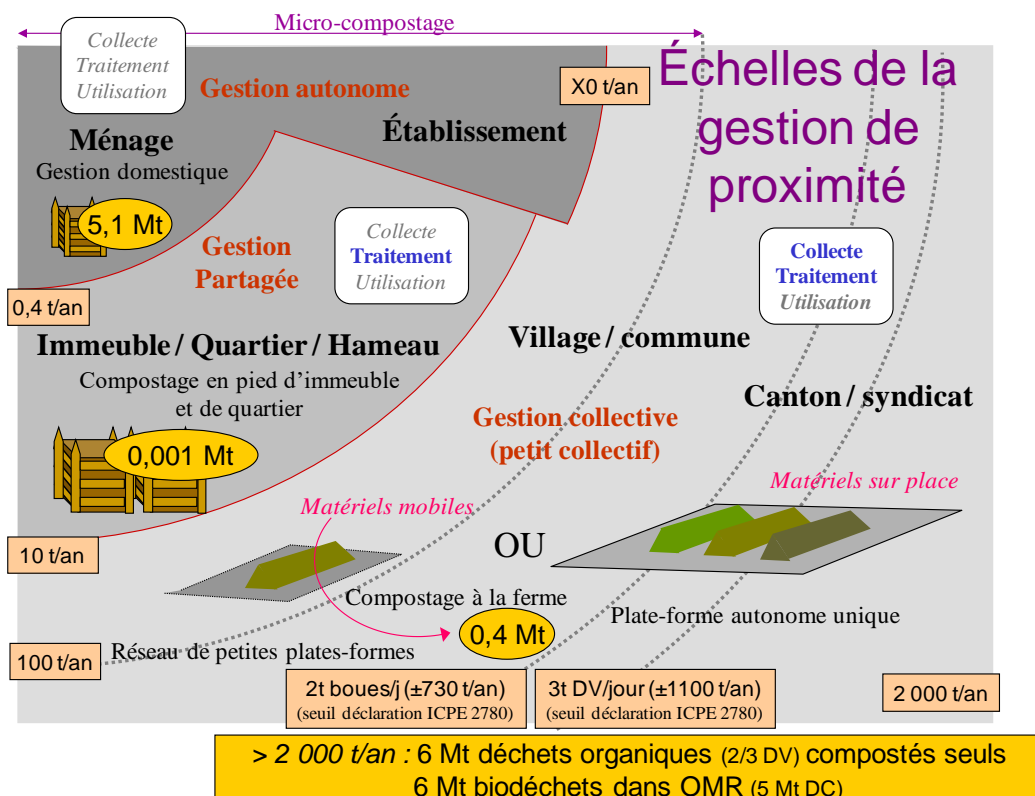 Micro-compostage
Échelles de la
gestion de
proximité
Collecte
Traitement
Utilisation
Gestion autonome
X0 t/an
Ménage
Gestion domestique
5,1 Mt
Établissement
Gestion
Partagée
Collecte
Traitement
Utilisation
Collecte
Traitement
Utilisation
0,4 t/an
Immeuble / Quartier / Hameau
Compostage en pied d’immeuble
et de quartier
0,001 Mt
Village / commune
Canton / syndicat
Gestion collective
(petit collectif)
Matériels mobiles
Matériels sur place
10 t/an
OU
Compostage à la ferme
0,4 Mt
Plate-forme autonome unique
100 t/an
Réseau de petites plates-formes
2t boues/j (±730 t/an)
(seuil déclaration ICPE 2780)
3t DV/jour (±1100 t/an)
(seuil déclaration ICPE 2780)
2 000 t/an
> 2 000 t/an : 6 Mt déchets organiques (2/3 DV) compostés seuls
6 Mt biodéchets dans OMR (5 Mt DC)